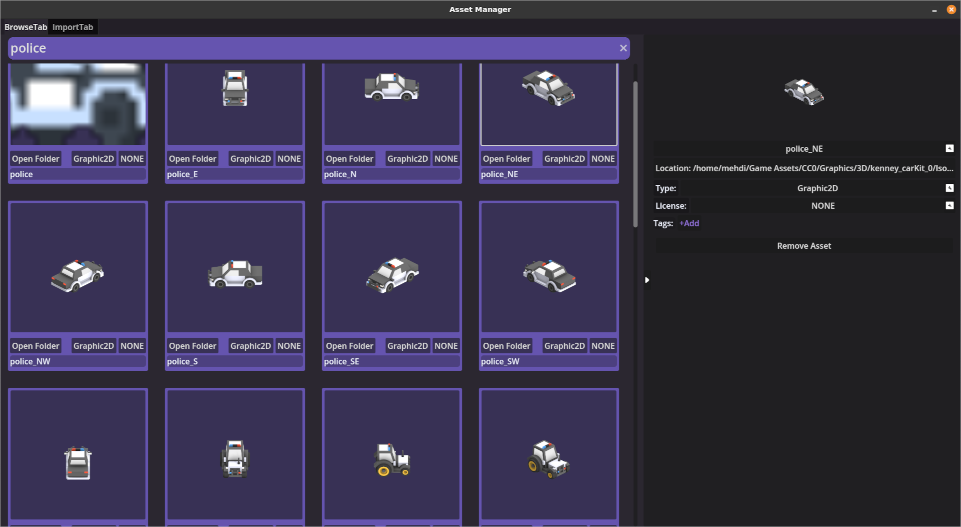 Asset Manager
BrowseTab ImportTab
police
Open Folder Graphic2D NONE
police
Open Folder Graphic2D NONE
police_E
Open Folder Graphic2D NONE
police_N
Open Folder Graphic2D NONE
police_NE
Open Folder Graphic2D NONE
police_NW
Open Folder Graphic2D NONE
police_S
Open Folder Graphic2D NONE
police_SE
Open Folder Graphic2D NONE
police_SW
police_NE
Location: /home/mehdi/Game Assets/CC0/Graphics/3D/kenney_carKit_0/Iso...
Type: Graphic2D
License: NONE
Tags: +Add
Remove Asset